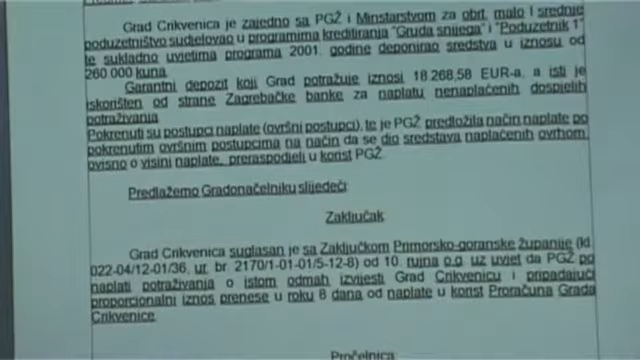 Grad Crikvenica je zajedno sa PGŽ i Minstarstvom za obrt, malo I srednje
poduzetništvo sudjelovao u programima kreditiranja "Gruda snijega" i "Poduzetnik 1"
te sukladno uvjetima programa 2001. godine deponirao sredstva u iznosu od
260 000 kuna.
Garantni depozit koji Grad potražuje iznosi 18.268,58 EUR-a, a isti je
iskorišten od strane Zagrebačke banke za naplatu nenaplaćenih dospjelih
potraživanja
Pokrenuti su postupci naplate (ovršni postupci), te je PGŽ predložila način naplate po
pokrenutim ovršnim postupcima na način da se dio sredstava naplaćenih ovrhom,
ovisno o visini naplate, preraspodjeli u korist PGŽ.
Predlažemo Gradonačelniku slijedeći
Zaključak
Grad Crikvenica suglasan je sa Zaključkom Primorsko-goranske županije (kl
022-04/12-01/36, ur. br. 2170/1-01-01/5-12-8) od 10. rujna o.g. uz uvjet da PGŽ po
naplati potraživanja o istom odmah izvijesti Grad Crikvenicu i pripadajući
proporcionalni iznos prenese u roku 8 dana od naplate u korist Proračuna Grada
Crikvenice
Pročelnica